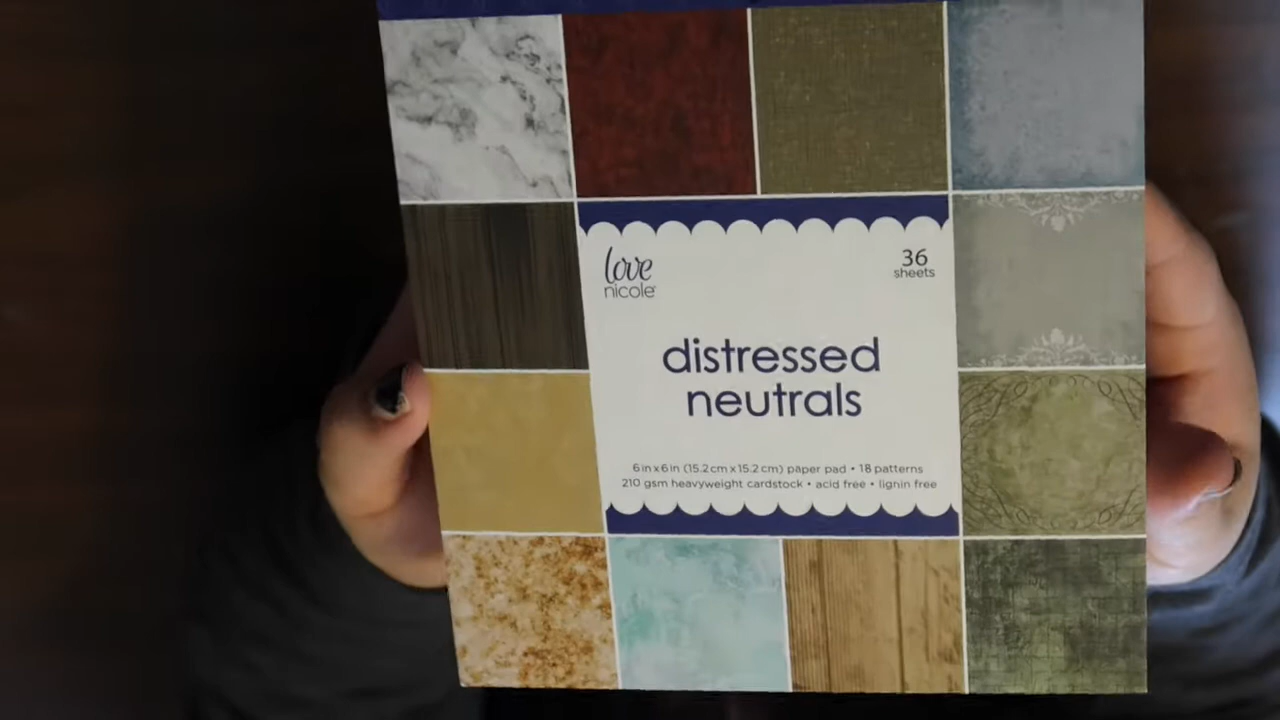 love
nicole
36
sheets
distressed
neutrals
6 in x 6 in (15.2 cm x 15.2 cm) paper pad • 18 patterns
210 gsm heavyweight cardstock • acid free • lignin free